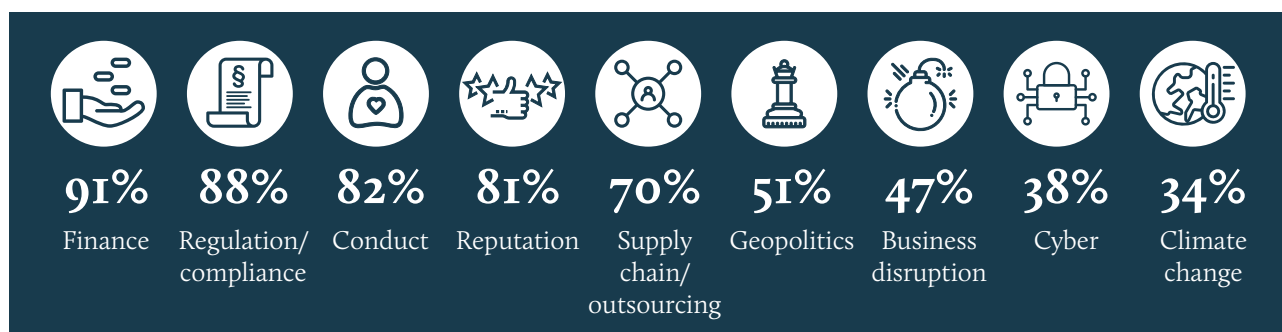 §
91% 88% 82% 81% 70% 51% 47% 38% 34%
Finance Regulation/ Conduct Reputation Supply Geopolitics Business Cyber Climate
compliance chain/ disruption change
outsourcing